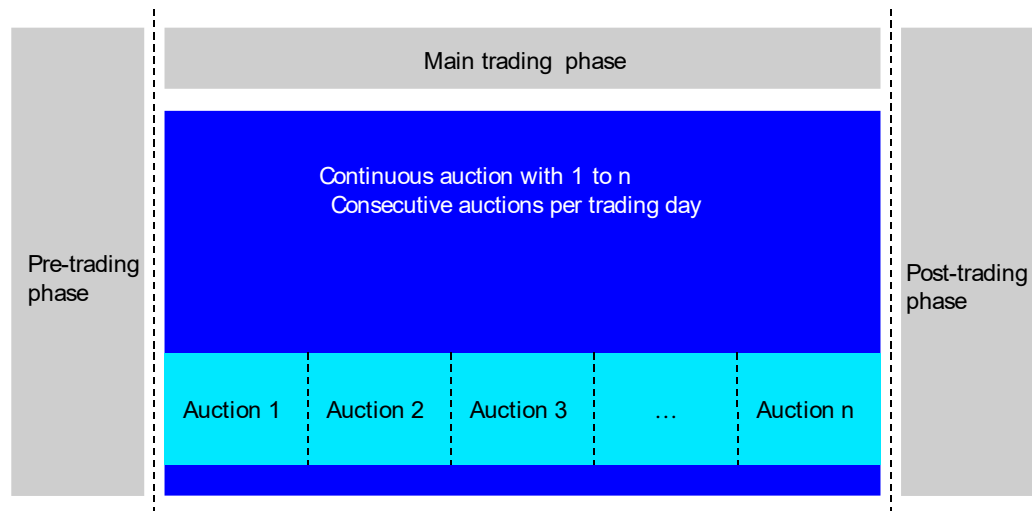 Main trading phase
Continuous auction with 1 to n
Consecutive auctions per trading day
Pre-trading
phase
Post-trading
phase
Auction 1
Auction 2
Auction 3
…
Auction n